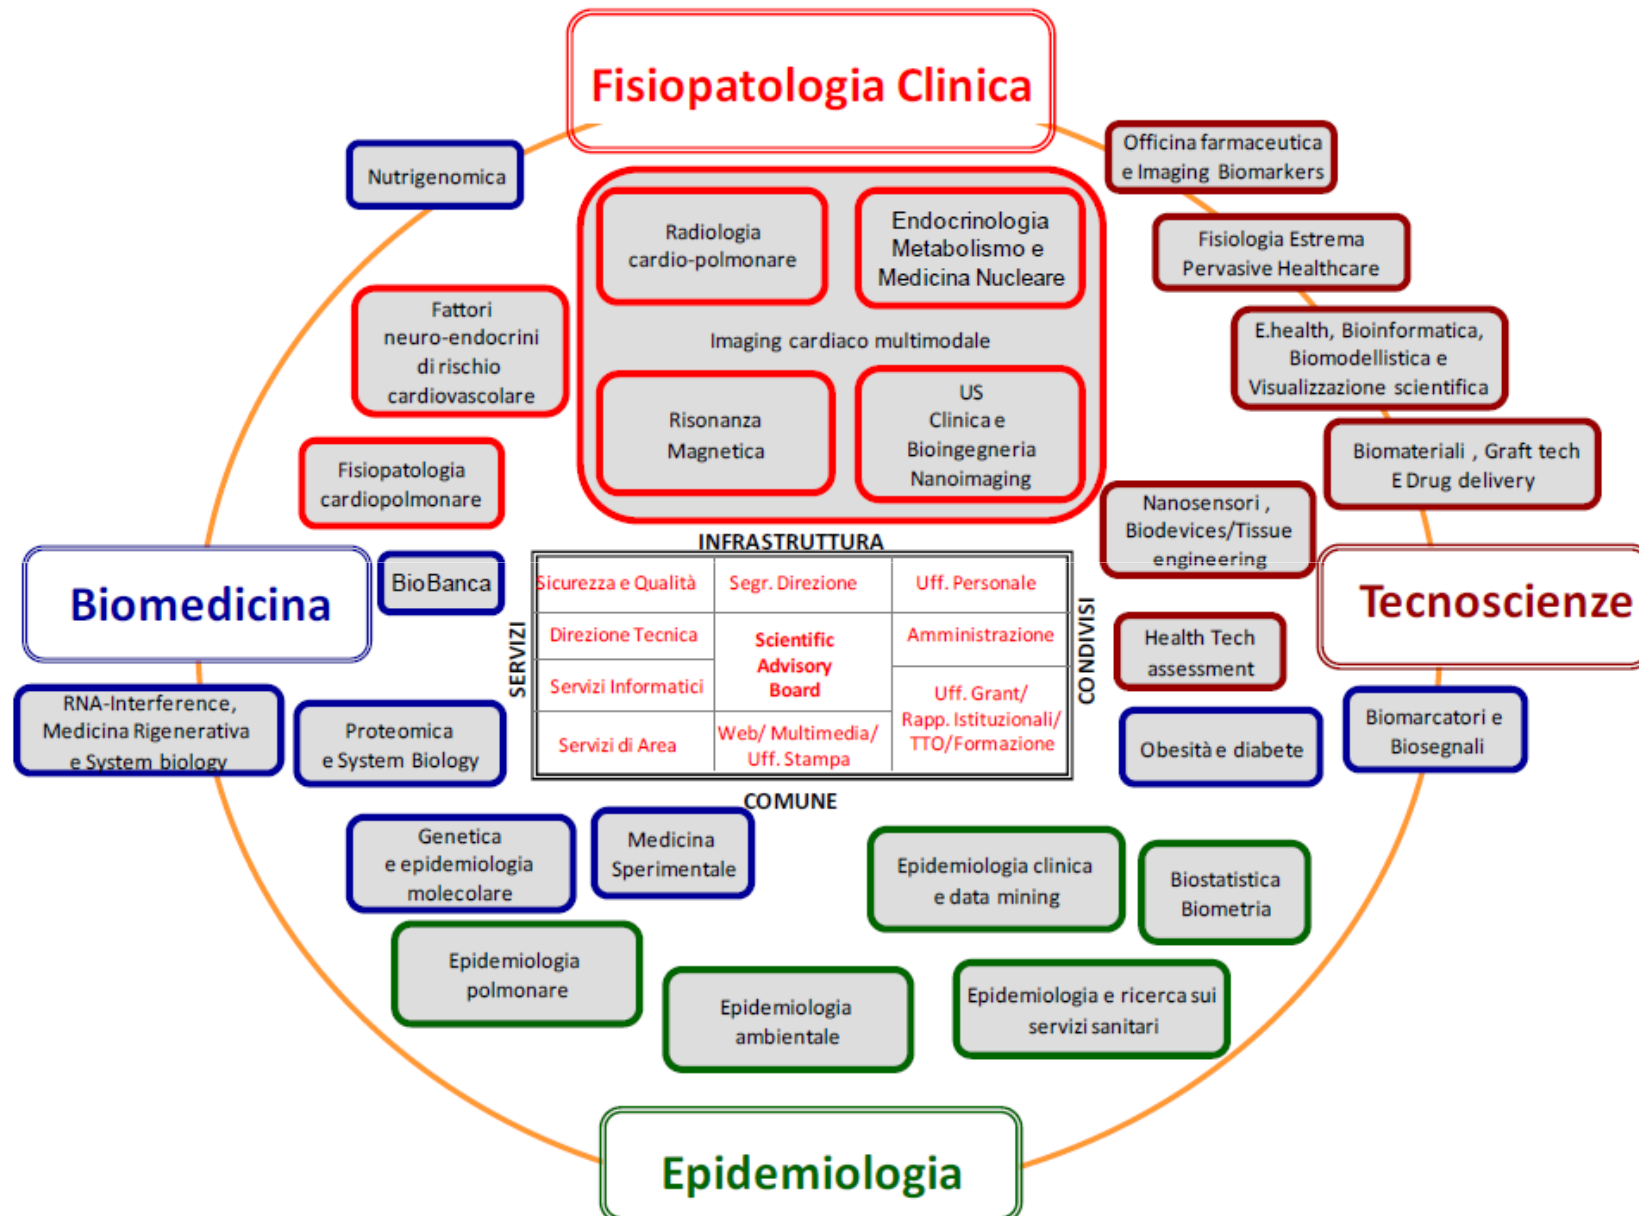 Fisiopatologia Clinica
Nutrigenomica
Officina farmaceutica
e Imaging Biomarkers
Radiologia
cardio-polmonare
Endocrinologia
Metabolismo e
Medicina Nucleare
Fisiologia Estrema
Pervasive Healthcare
Fattori
neuro-endocrini
di rischio
cardiovascolare
Imaging cardiaco multimodale
E.health, Bioinformatica,
Biomodellistica e
Visualizzazione scientifica
Risonanza
Magnetica
US
Clinica e
Bioingegneria
Nanoimaging
Fisiopatologia
cardiopolmonare
Biomateriali , Graft tech
E Drug delivery
Nanosensori ,
Biodevices/Tissue
engineering
INFRASTRUTTURA
Biomedicina
BioBanca
SERVIZI
Sicurezza e Qualità
Segr. Direzione
Uff. Personale
Direzione Tecnica
Scientific
Advisory
Board
Amministrazione
Servizi Informatici
Uff. Grant/
Rapp. Istituzionali/
TTO/Formazione
Servizi di Area
Web/ Multimedia/
Uff. Stampa
CONDIVISI
COMUNE
Tecnoscienze
Health Tech
assessment
RNA-Interference,
Medicina Rigenerativa
e System biology
Proteomica
e System Biology
Obesità e diabete
Biomarcatori e
Biosegnali
Genetica
e epidemiologia
molecolare
Medicina
Sperimentale
Epidemiologia clinica
e data mining
Biostatistica
Biometria
Epidemiologia
polmonare
Epidemiologia
ambientale
Epidemiologia e ricerca sui
servizi sanitari
Epidemiologia